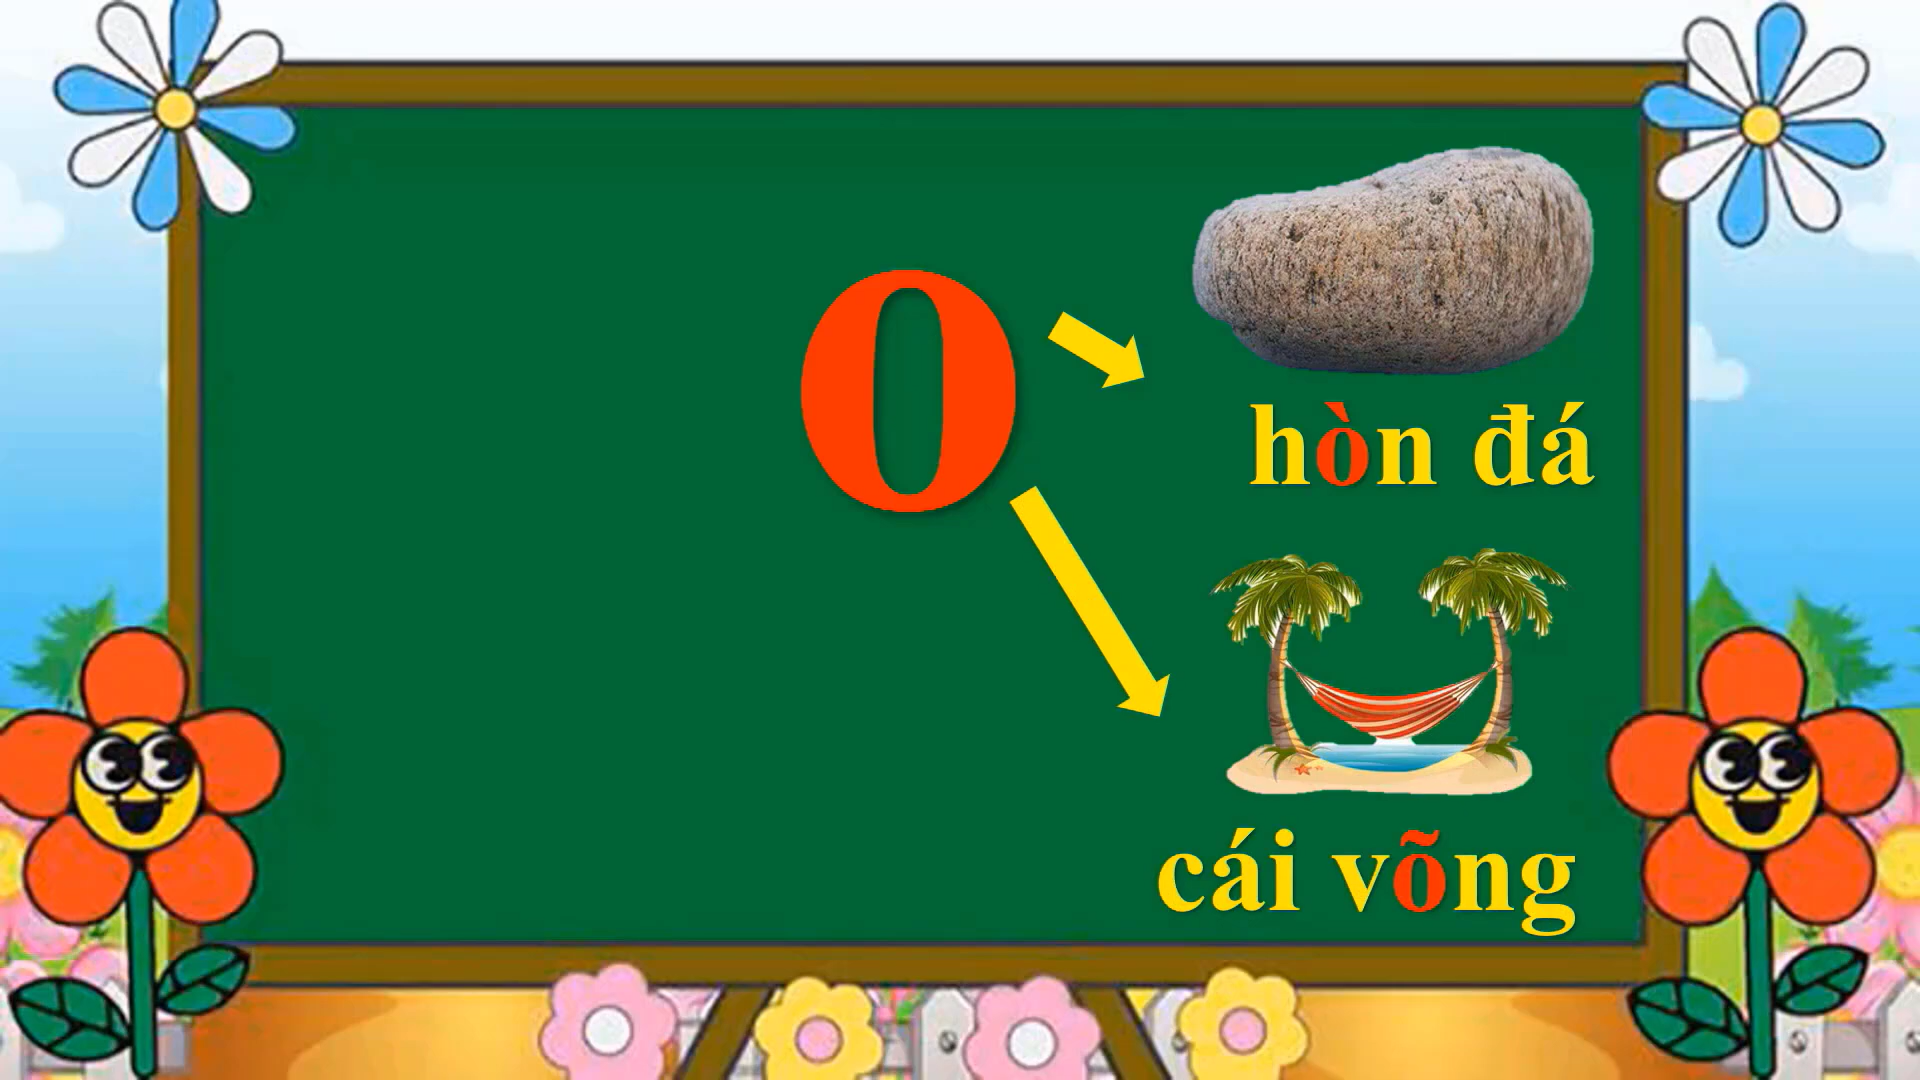 o
hòn đá
cái võng